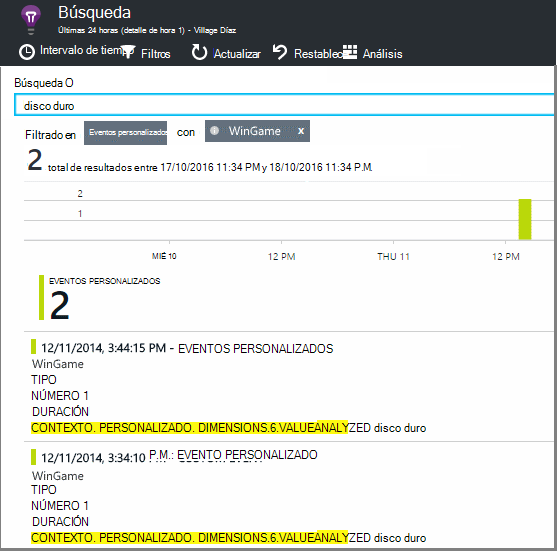 Búsqueda
Últimas 24 horas (detalle de hora 1) - Village Díaz
Intervalo de tiem Filtros Actualizar Restablec Análisis
Búsqueda O
disco duro
Filtrado en Eventos personalizados con WinGame x
2 total de resultados entre 17/10/2016 11:34 PM y 18/10/2016 11:34 P.M.
2
1
MIÉ 10 12 PM THU 11 12 PM
EVENTOS PERSONALIZADOS
2
12/11/2014, 3:44:15 PM - EVENTOS PERSONALIZADOS
WinGame
TIPO
NÚMERO 1
DURACIÓN
CONTEXTO. PERSONALIZADO. DIMENSIONS.6.VALUEANALYZED disco duro
12/11/2014, 3:34:10 P.M.: EVENTO PERSONALIZADO
WinGame
TIPO
NÚMERO 1
DURACIÓN
CONTEXTO. PERSONALIZADO. DIMENSIONS.6.VALUEANALYZED disco duro